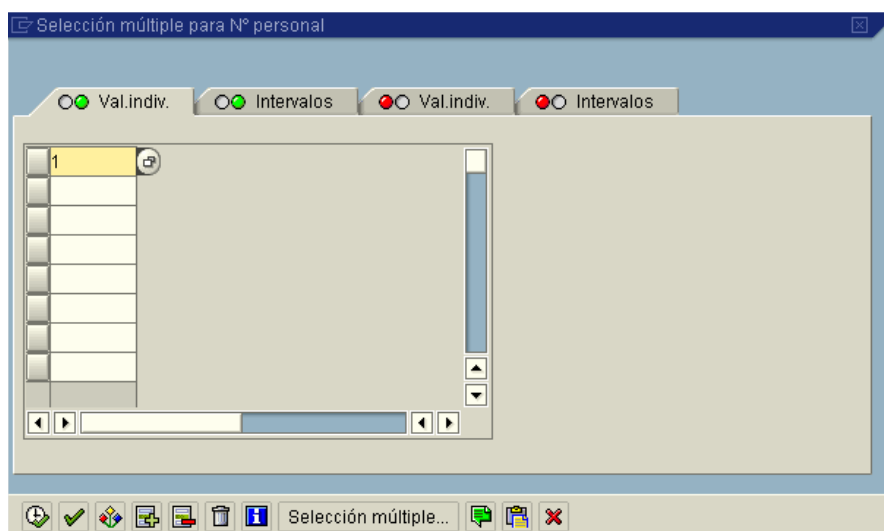 Selección múltiple para Nº personal
Val.indiv.
Intervalos
Val.indiv.
Intervalos
1
Selección múltiple...